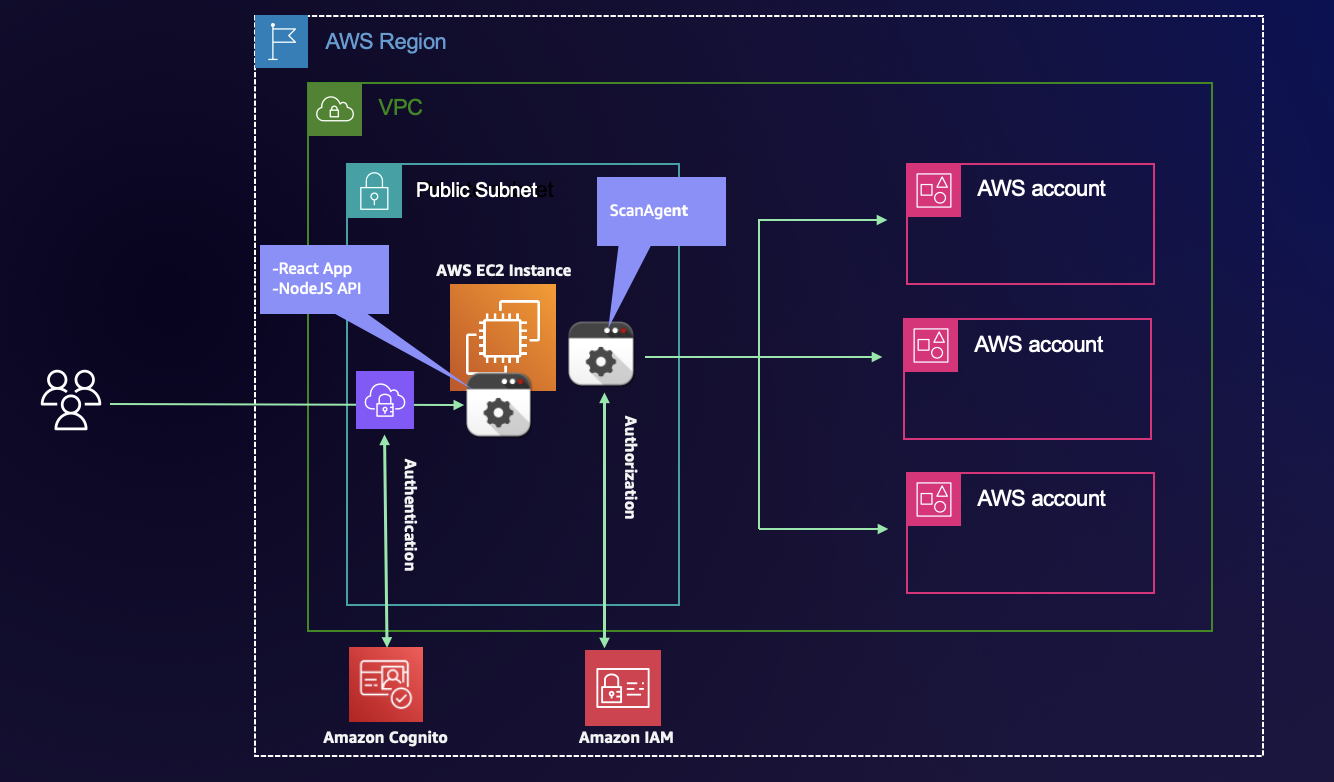 AWS Region
VPC
Public Subnet
ScanAgent
-React App
-NodeJS API
AWS EC2 Instance
AWS account
AWS account
AWS account
Authentication
Authorization
Amazon Cognito
Amazon IAM